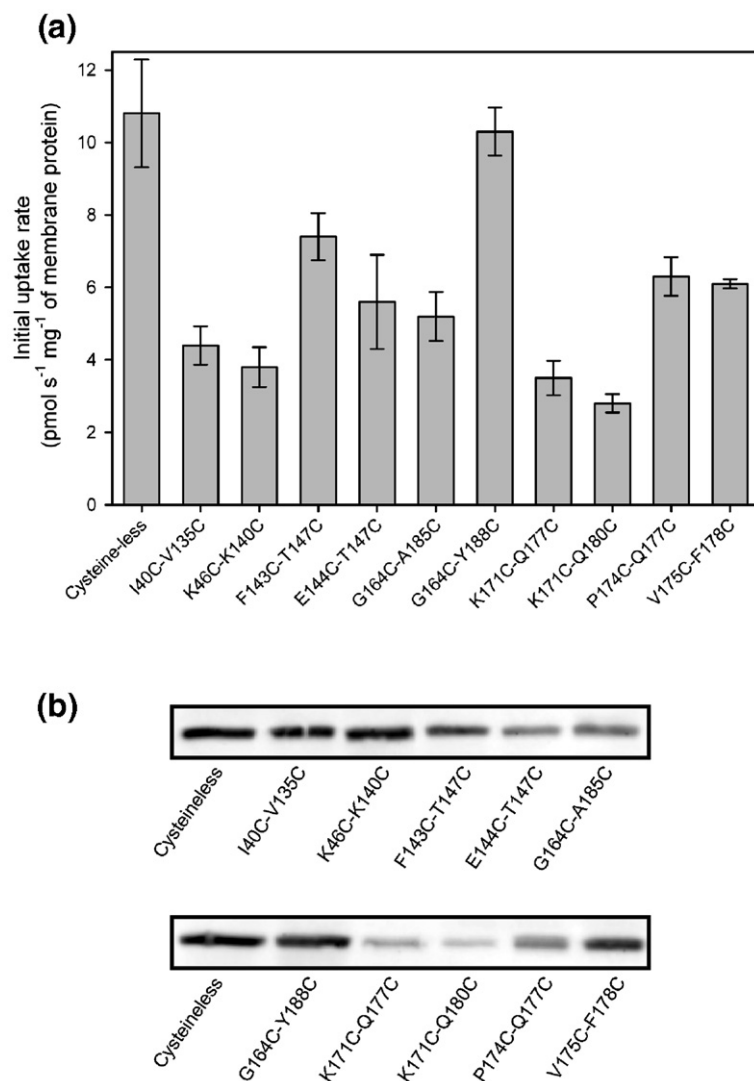 (a)
12
10
8
6
4
2
0
Initial uptake rate
(pmol s⁻¹ mg⁻¹ of membrane protein)
Cysteine-less
I40C-V135C
K46C-K140C
F143C-T147C
E144C-T147C
G164C-A185C
G164C-Y188C
K171C-Q177C
K171C-Q180C
P174C-Q177C
V175C-F178C
(b)
Cysteineless
I40C-V135C
K46C-K140C
F143C-T147C
E144C-T147C
G164C-A185C
Cysteineless
G164C-Y188C
K171C-Q177C
K171C-Q180C
P174C-Q177C
V175C-F178C